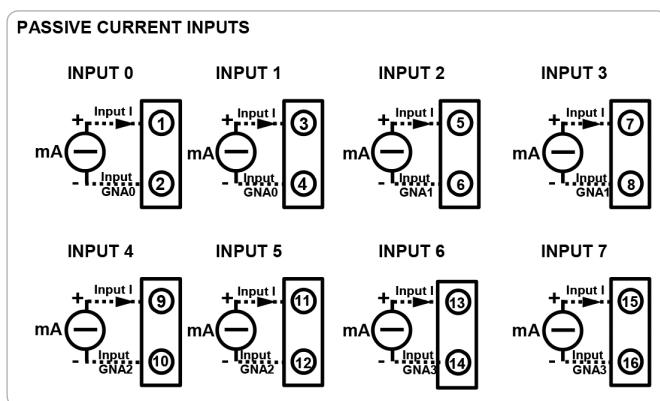 PASSIVE CURRENT INPUTS
INPUT 0
+
Input I
1
mA
-
Input
GNA0
2
INPUT 1
+
Input I
3
mA
-
Input
GNA0
4
INPUT 2
+
Input I
5
mA
-
Input
GNA1
6
INPUT 3
+
Input I
7
mA
-
Input
GNA1
8
INPUT 4
+
Input I
9
mA
-
Input
GNA2
10
INPUT 5
+
Input I
11
mA
-
Input
GNA2
12
INPUT 6
+
Input I
13
mA
-
Input
GNA3
14
INPUT 7
+
Input I
15
mA
-
Input
GNA3
16